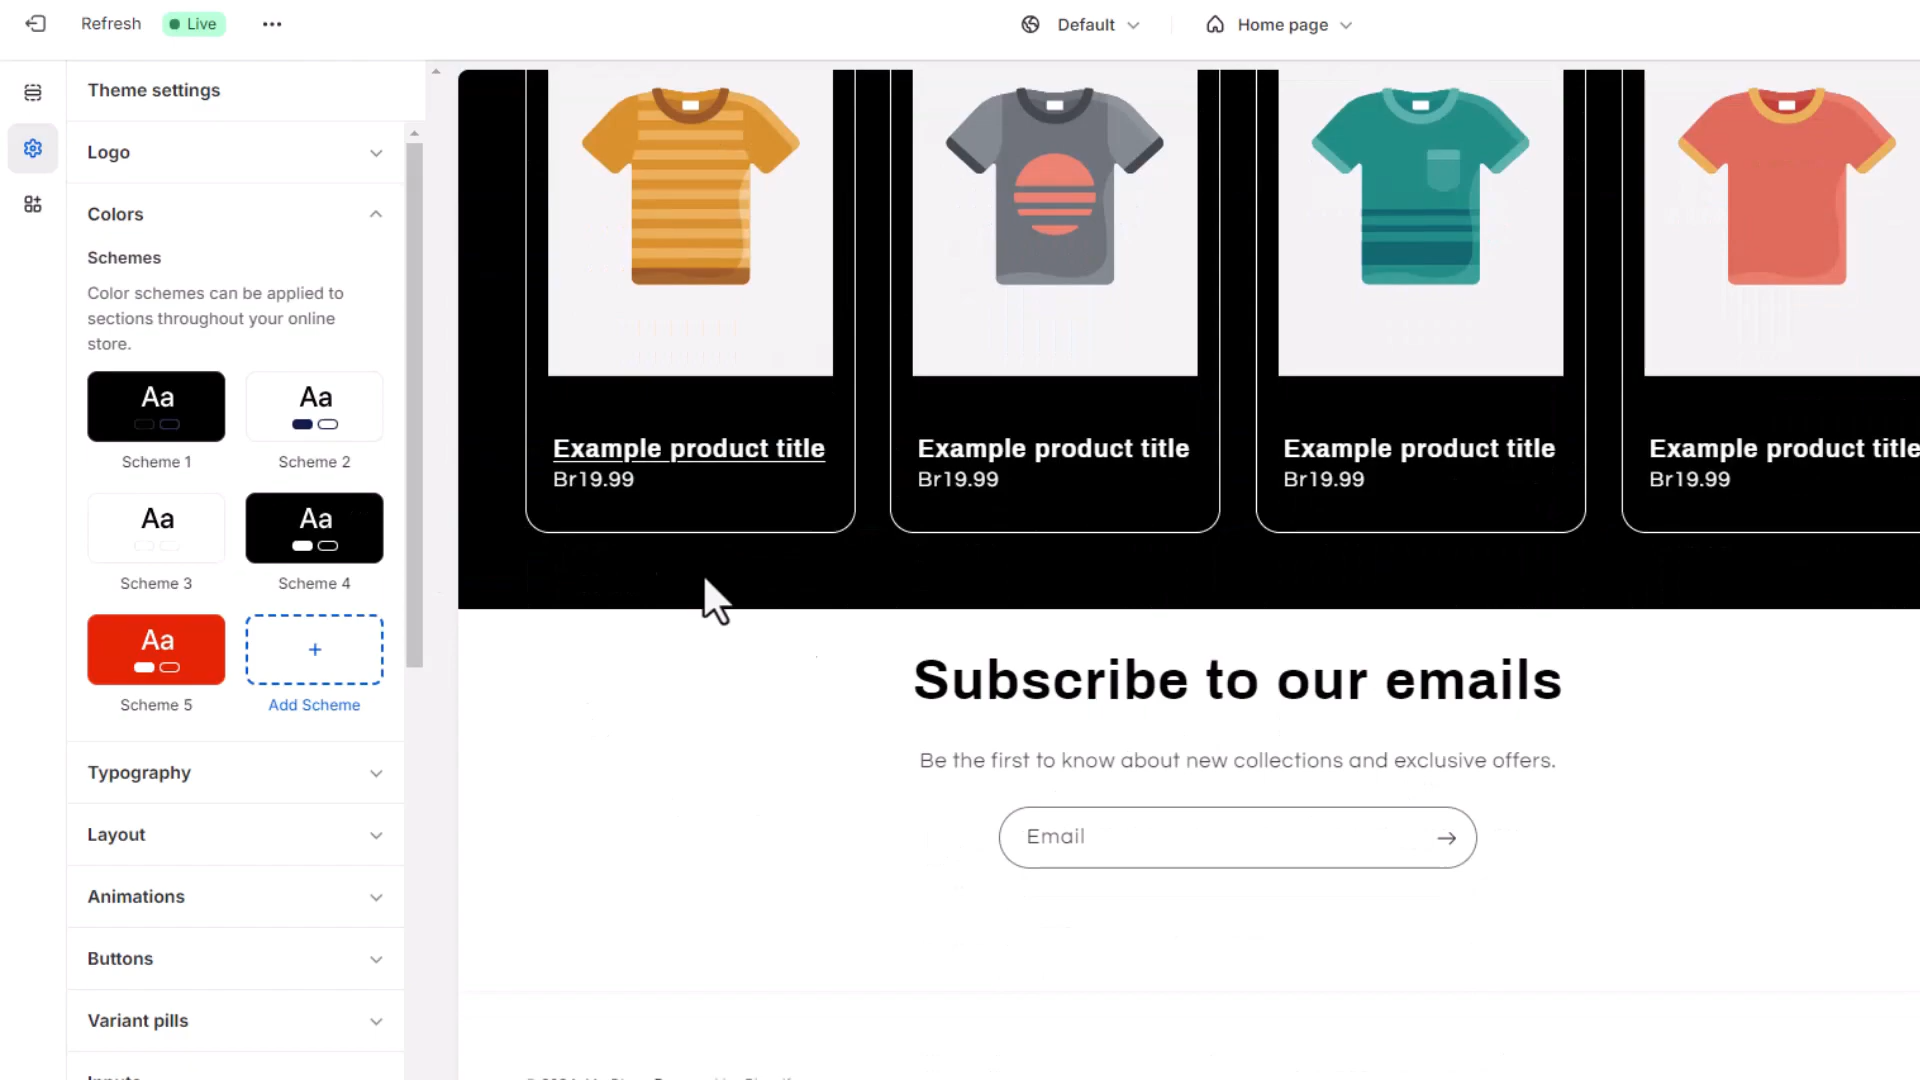 Refresh
Live
Default
Home page
Theme settings
Logo
Colors
Schemes
Color schemes can be applied to
sections throughout your online
store.
Aa
Aa
Scheme 1
Scheme 2
Aa
Aa
Scheme 3
Scheme 4
Aa
+
Scheme 5
Add Scheme
Typography
Layout
Animations
Buttons
Variant pills
Example product title
Br19.99
Example product title
Br19.99
Example product title
Br19.99
Example product title
Br19.99
Subscribe to our emails
Be the first to know about new collections and exclusive offers.
Email